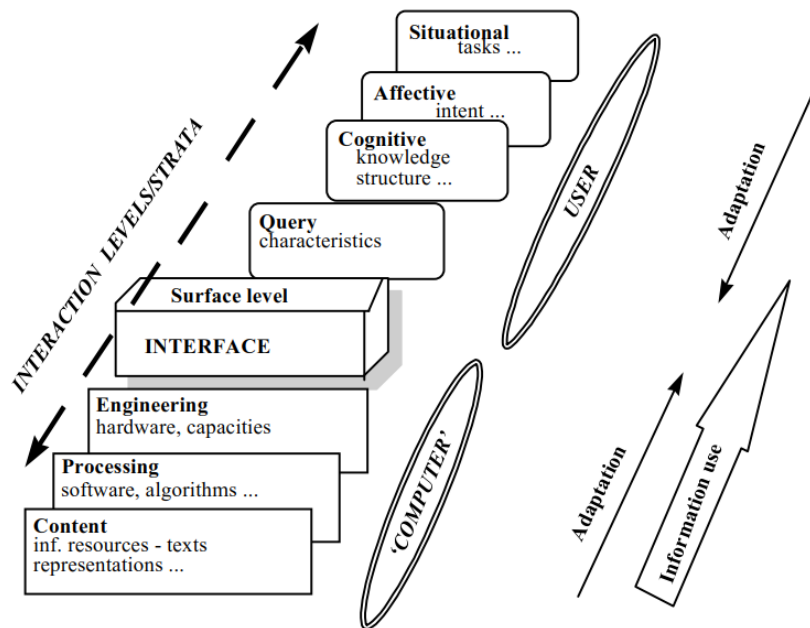 Situational
tasks ...
Affective
intent ...
Cognitive
knowledge
structure ...
Query
characteristics
Surface level
INTERFACE
Engineering
hardware, capacities
Processing
software, algorithms ...
Content
inf. resources - texts
representations ...
INTERACTION LEVELS/STRATA
USER
'COMPUTER'
Adaptation
Adaptation
Information use